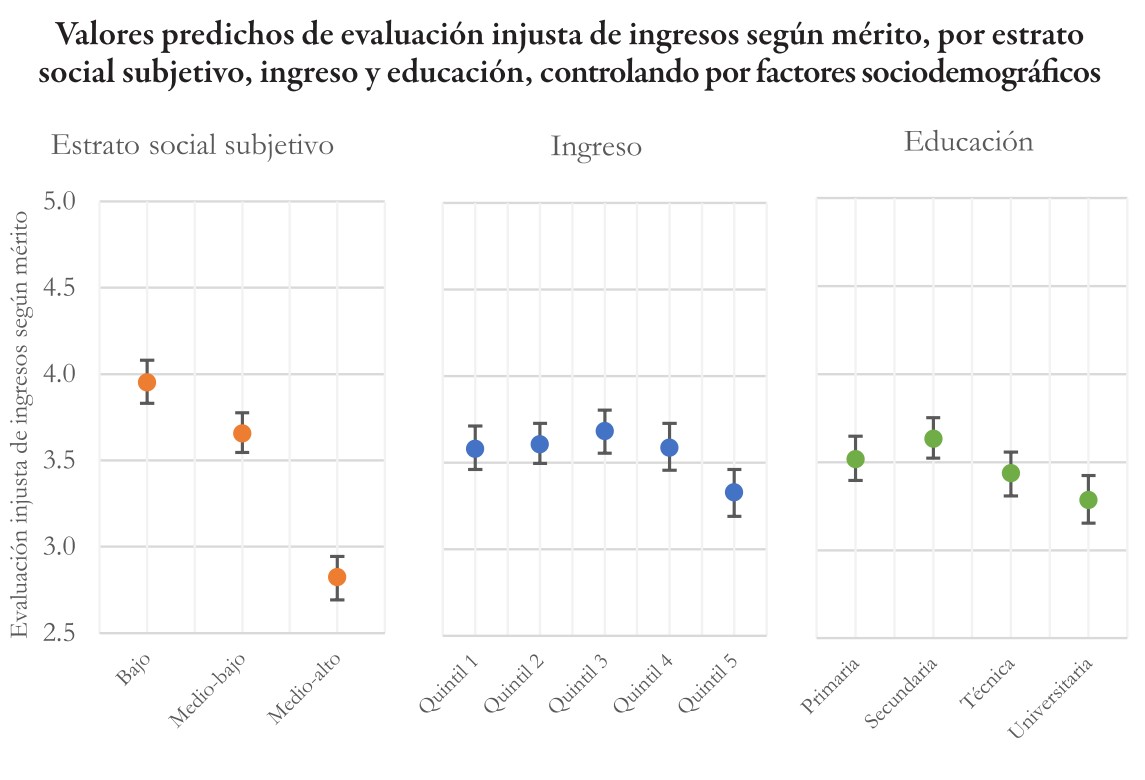 Valores predichos de evaluación injusta de ingresos según mérito, por estrato
social subjetivo, ingreso y educación, controlando por factores sociodemográficos
Estrato social subjetivo
Ingreso
Educación
Evaluación injusta de ingresos según mérito
5.0
4.5
4.0
3.5
3.0
2.5
Bajo
Medio-bajo
Medio-alto
Quintil 1
Quintil 2
Quintil 3
Quintil 4
Quintil 5
Primaria
Secundaria
Técnica
Universitaria